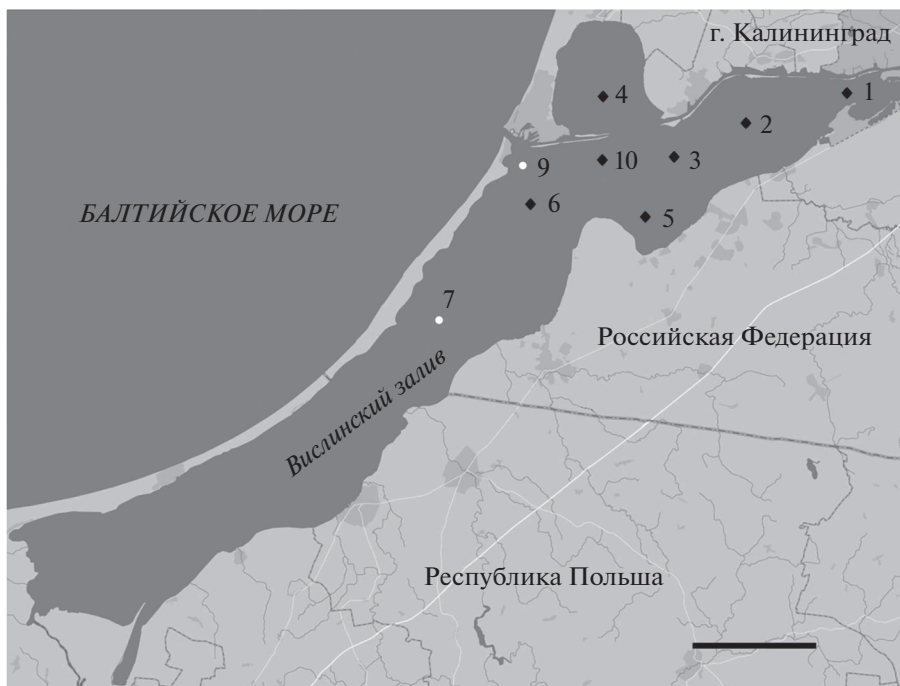 г. Калининград
1
4
2
10
3
9
6
БАЛТИЙСКОЕ МОРЕ
5
7
Российская Федерация
Вислинский залив
Республика Польша